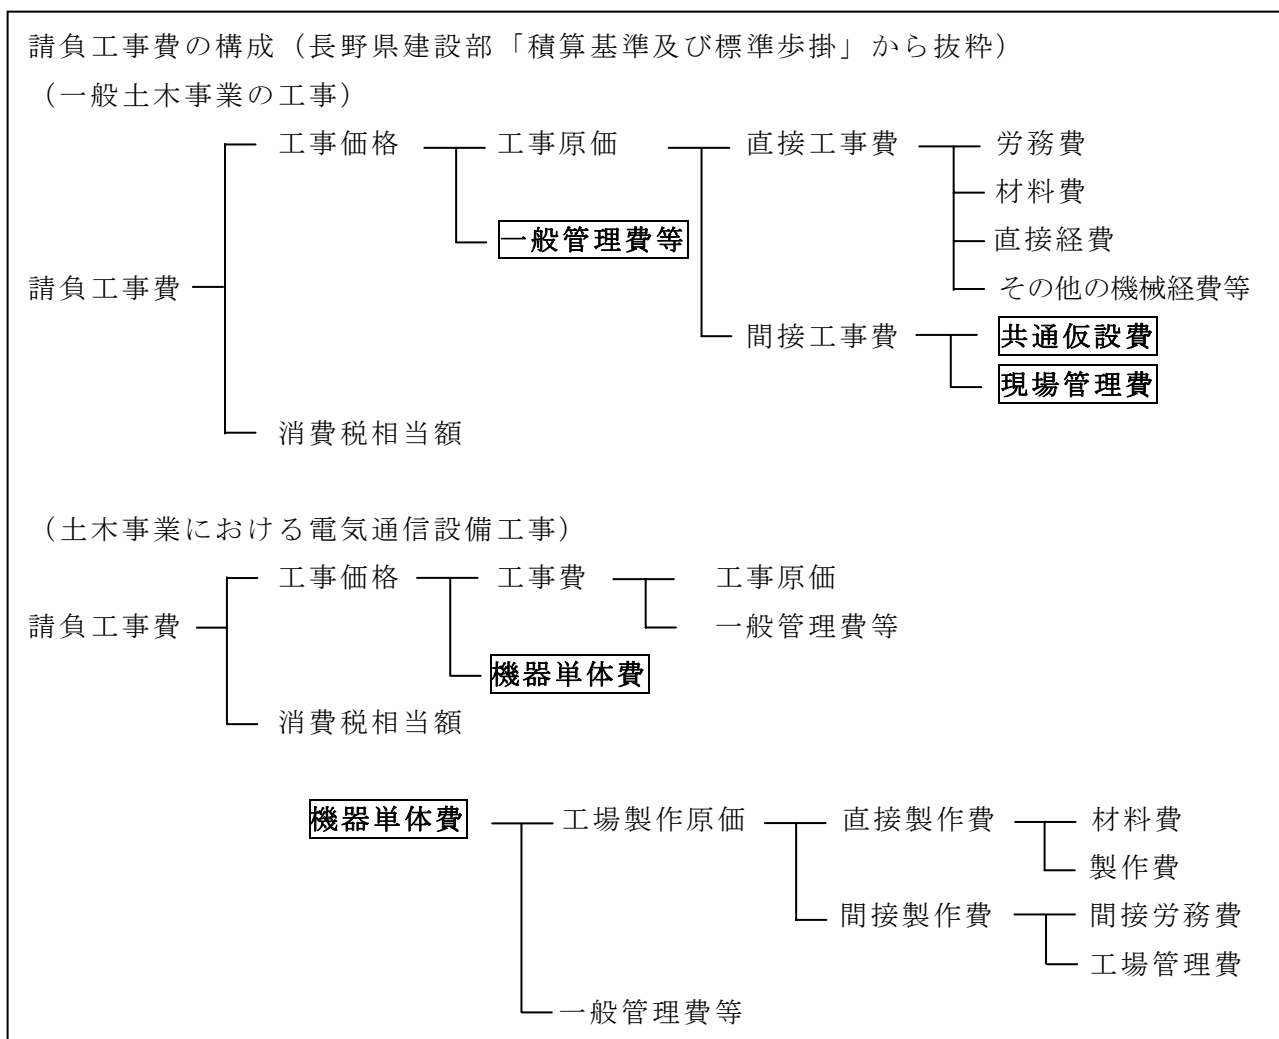 請負工事費の構成（長野県建設部「積算基準及び標準歩掛」から抜粋）
（一般土木事業の工事）
工事価格 工事原価 直接工事費 労務費
材料費
一般管理費等 直接経費
請負工事費 その他の機械経費等
間接工事費 共通仮設費
現場管理費
消費税相当額
（土木事業における電気通信設備工事）
工事価格 工事費 工事原価
請負工事費 一般管理費等
機器単体費
消費税相当額
機器単体費 工場製作原価 直接製作費 材料費
製作費
間接製作費 間接労務費
工場管理費
一般管理費等